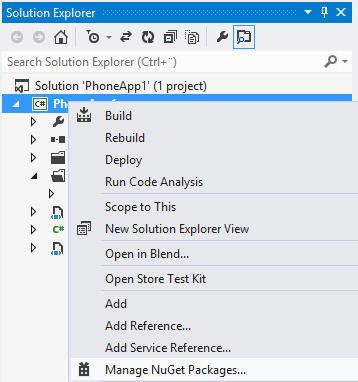 Solution Explorer
Search Solution Explorer (Ctrl+¨)
Solution 'PhoneApp1' (1 project)
C#
Build
Rebuild
Deploy
Run Code Analysis
Scope to This
New Solution Explorer View
Open in Blend...
Open Store Test Kit
Add
Add Reference...
C#
Add Service Reference...
Manage NuGet Packages...